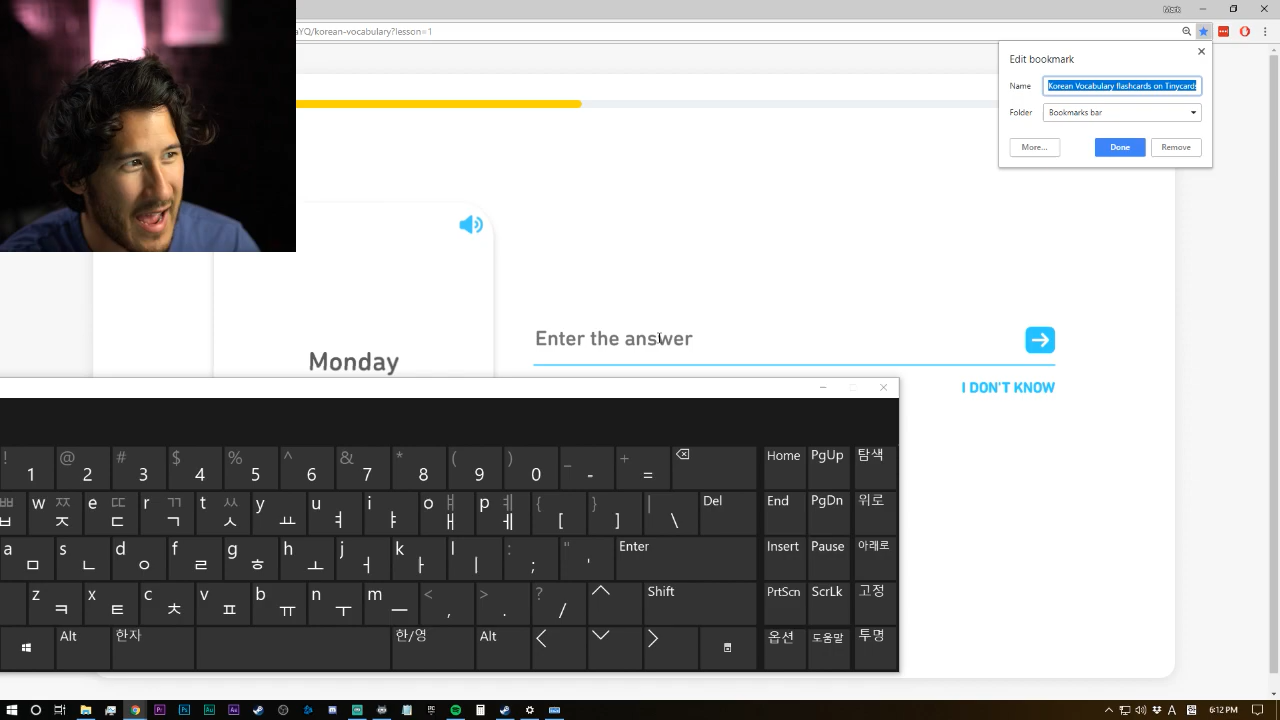 Mark
aYQ/korean-vocabulary?lesson=1
Edit bookmark
Name Korean Vocabulary flashcards on Tinycards
Folder Bookmarks bar
More... Done Remove
Enter the answer
Monday
I DON'T KNOW
! 1 @ 2 # 3 $ 4 % 5 ^ 6 & 7 * 8 ( 9 ) 0 _ - + = Home PgUp 탐색
ㅃ ㅂ w ㅉ ㅈ e ㄸ ㄷ r ㄲ ㄱ t ㅆ ㅅ y ㅛ u ㅕ i ㅑ o ㅒ ㅐ p ㅖ ㅔ { [ } ] | \ Del End PgDn 위로
a ㅁ s ㄴ d ㅇ f ㄹ g ㅎ h ㅗ j ㅓ k ㅏ l ㅣ : ; " ' Enter Insert Pause 아래로
z ㅋ x ㅌ c ㅊ v ㅍ b ㅠ n ㅜ m ㅡ < , > . ? / Shift PrtScn ScrLk 고정
Alt 한자 한/영 Alt 옵션 도움말 투명
6:12 PM